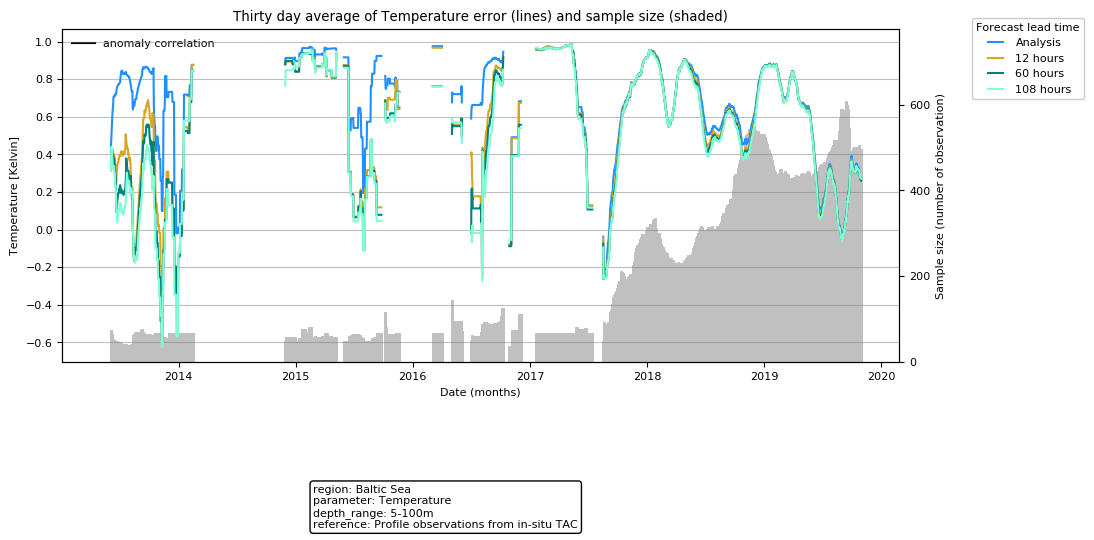 Thirty day average of Temperature error (lines) and sample size (shaded)
anomaly correlation
1.0
0.8
0.6
0.4
0.2
0.0
−0.2
−0.4
−0.6
Temperature [Kelvin]
600
400
200
0
Sample size (number of observation)
2014
2015
2016
2017
2018
2019
2020
Date (months)
Forecast lead time
Analysis
12 hours
60 hours
108 hours
region: Baltic Sea
parameter: Temperature
depth_range: 5-100m
reference: Profile observations from in-situ TAC